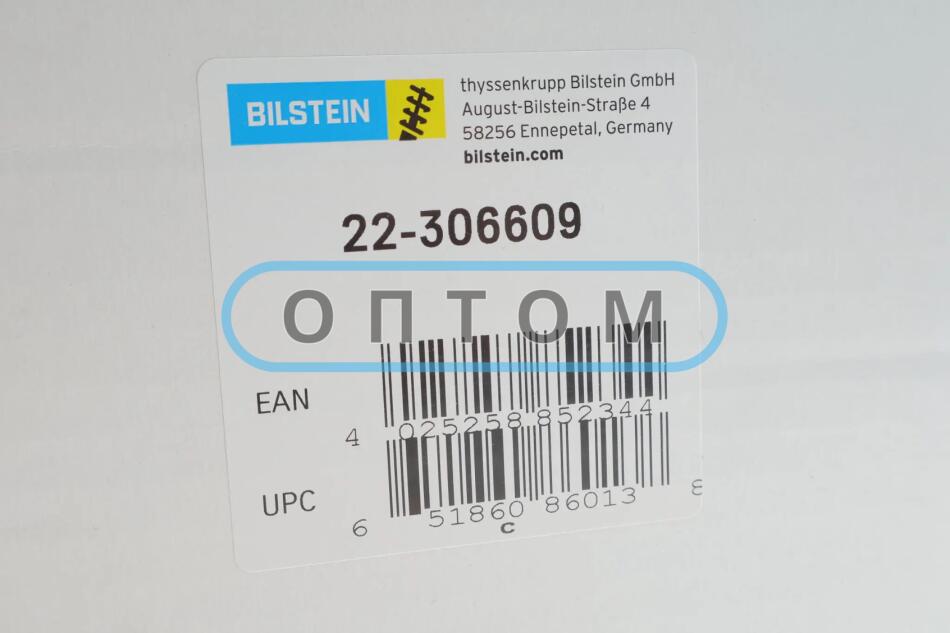 BILSTEIN
thyssenkrupp Bilstein GmbH
August-Bilstein-Straße 4
58256 Ennepetal, Germany
bilstein.com
22-306609
ОПТОМ
EAN
4 025258 852344
UPC
6 51860 86013 8
C